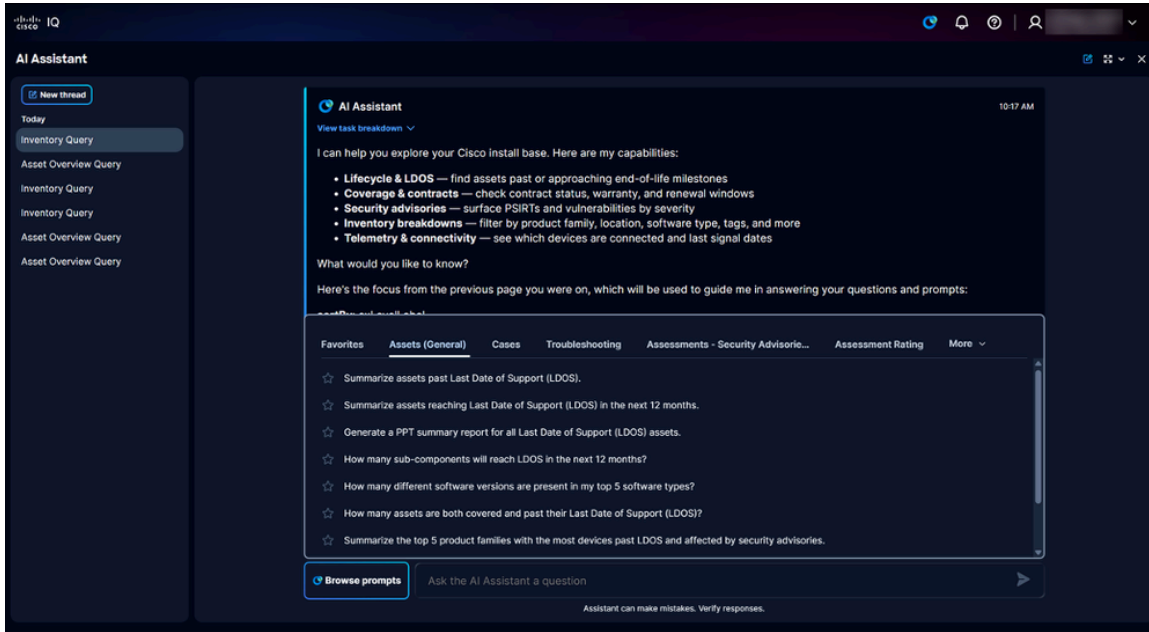 cisco IQ
AI Assistant
New thread
Today
Inventory Query
Asset Overview Query
Inventory Query
Inventory Query
Asset Overview Query
Asset Overview Query
AI Assistant
10:17 AM
View task breakdown
I can help you explore your Cisco install base. Here are my capabilities:
• Lifecycle & LDOS — find assets past or approaching end-of-life milestones
• Coverage & contracts — check contract status, warranty, and renewal windows
• Security advisories — surface PSIRTs and vulnerabilities by severity
• Inventory breakdowns — filter by product family, location, software type, tags, and more
• Telemetry & connectivity — see which devices are connected and last signal dates
What would you like to know?
Here's the focus from the previous page you were on, which will be used to guide me in answering your questions and prompts:
Favorites Assets (General) Cases Troubleshooting Assessments - Security Advisorie... Assessment Rating More
Summarize assets past Last Date of Support (LDOS).
Summarize assets reaching Last Date of Support (LDOS) in the next 12 months.
Generate a PPT summary report for all Last Date of Support (LDOS) assets.
How many sub-components will reach LDOS in the next 12 months?
How many different software versions are present in my top 5 software types?
How many assets are both covered and past their Last Date of Support (LDOS)?
Summarize the top 5 product families with the most devices past LDOS and affected by security advisories.
Browse prompts
Ask the AI Assistant a question
Assistant can make mistakes. Verify responses.